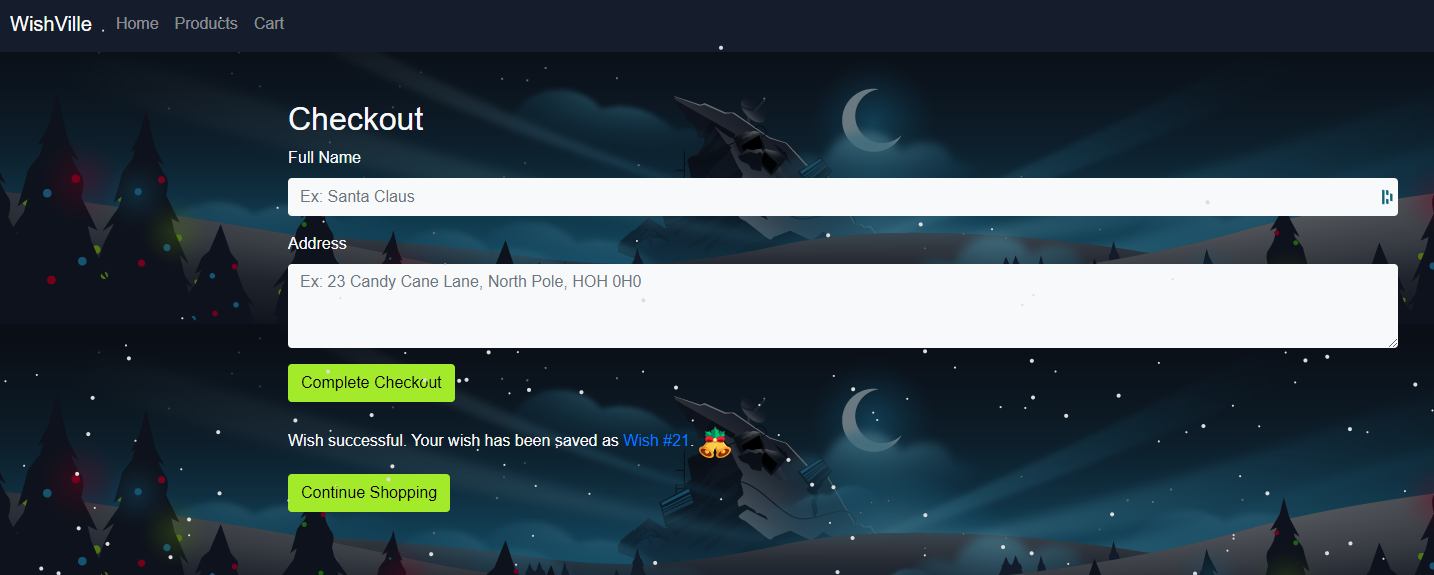 WishVille . Home Products Cart
Checkout
Full Name
Ex: Santa Claus
Address
Ex: 23 Candy Cane Lane, North Pole, HOH 0H0
Complete Checkout
Wish successful. Your wish has been saved as Wish #21.
Continue Shopping